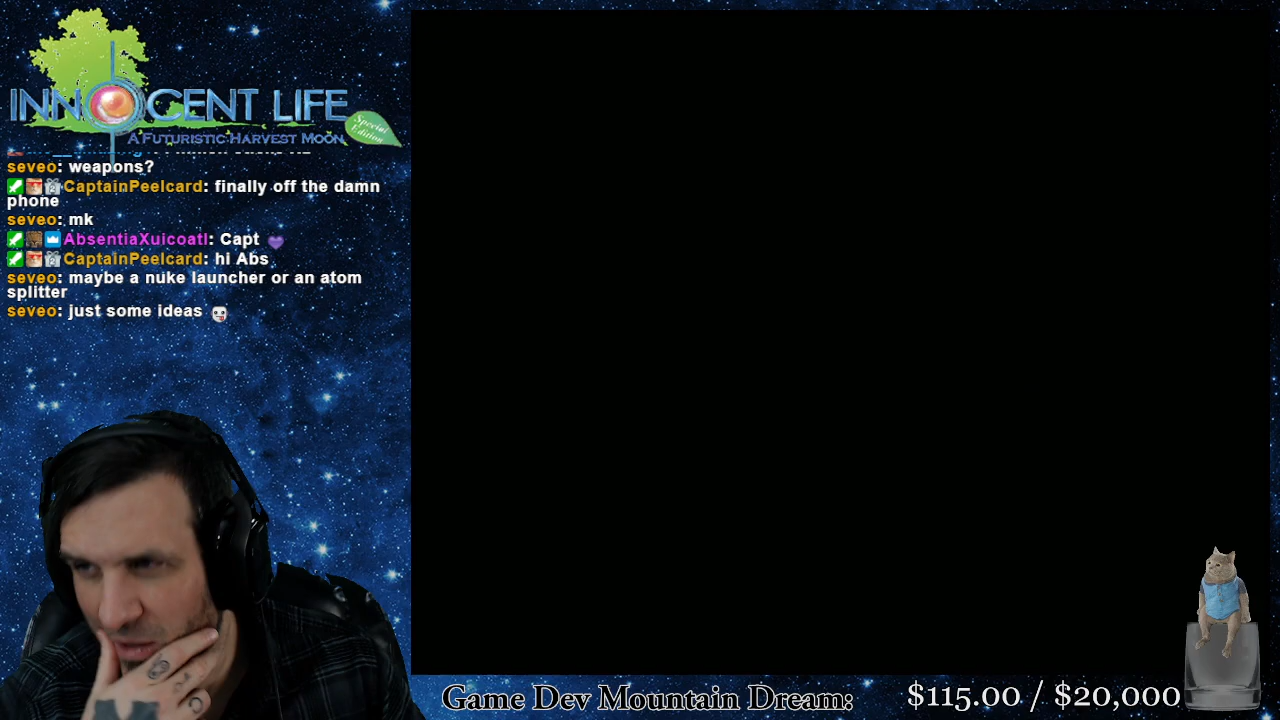 INNOCENT LIFE
A FUTURISTIC HARVEST MOON
Special
Edition
seveo: weapons?
CaptainPeelcard: finally off the damn
phone
seveo: mk
AbsentiaXuicoatl: Capt
CaptainPeelcard: hi Abs
seveo: maybe a nuke launcher or an atom
splitter
seveo: just some ideas
Game Dev Mountain Dream: $115.00 / $20,000